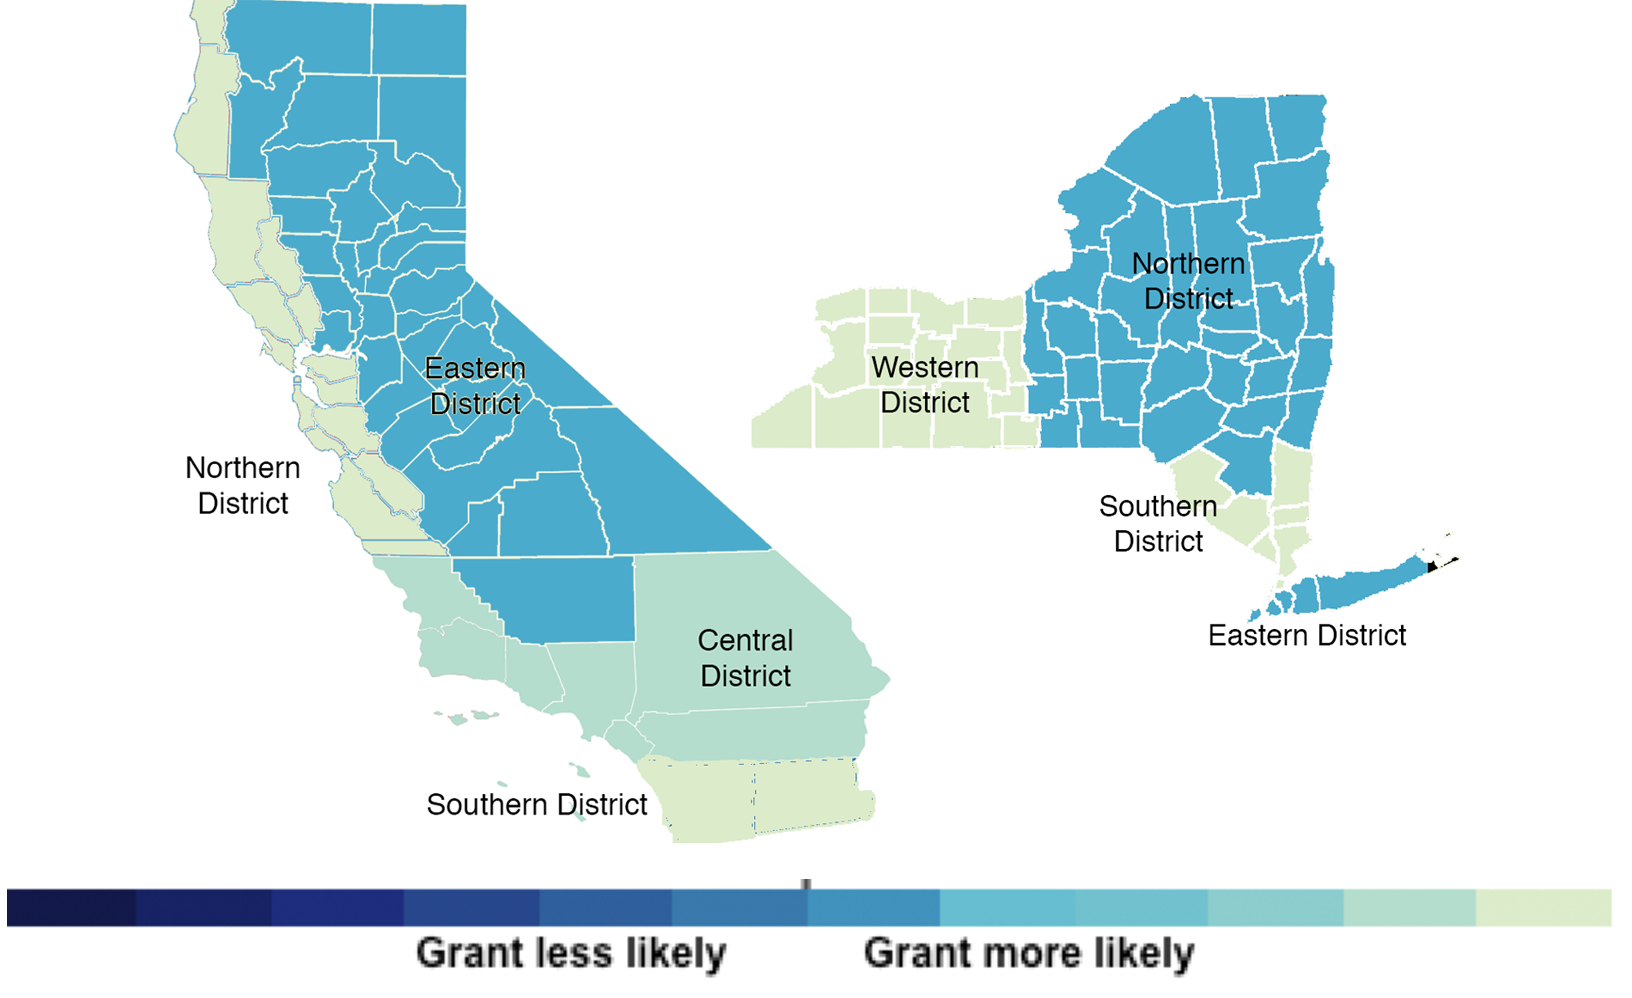 Northern
District
Eastern
District
Western
District
Northern
District
Southern
District
Central
District
Eastern District
Southern District
Grant less likely
Grant more likely